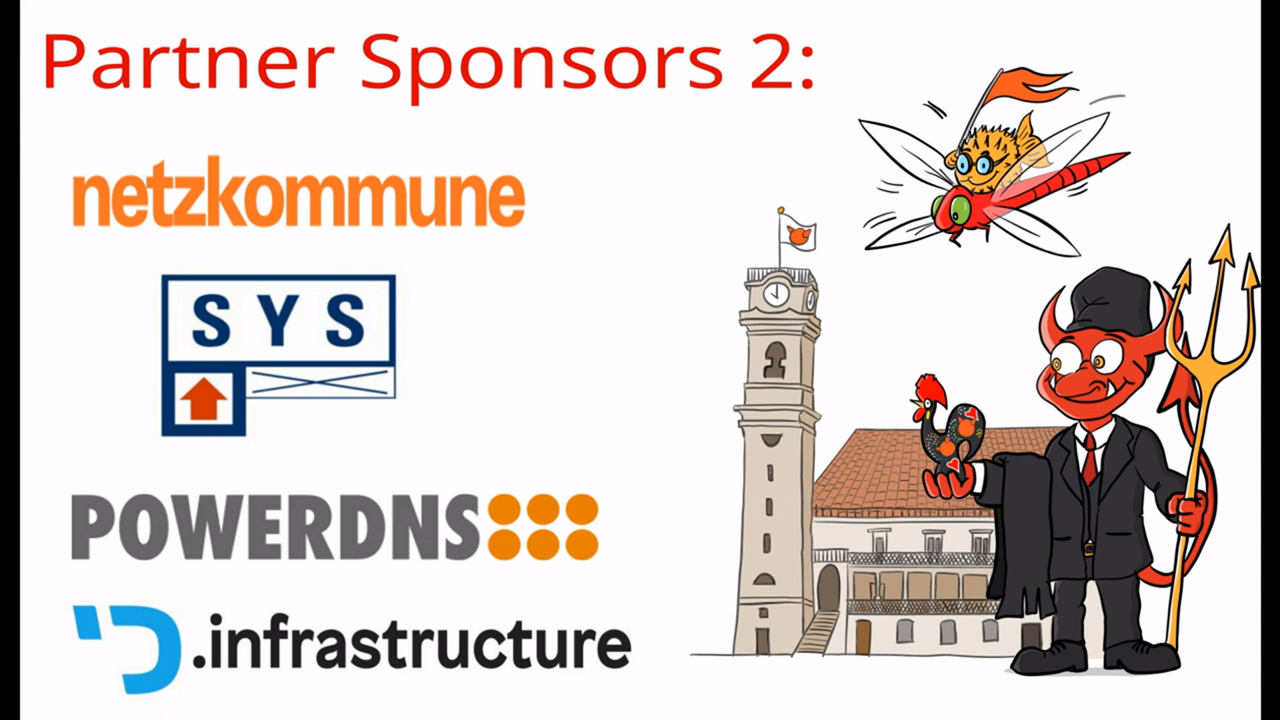 Partner Sponsors 2:
netzkommune
SYS
POWERDNS
.infrastructure